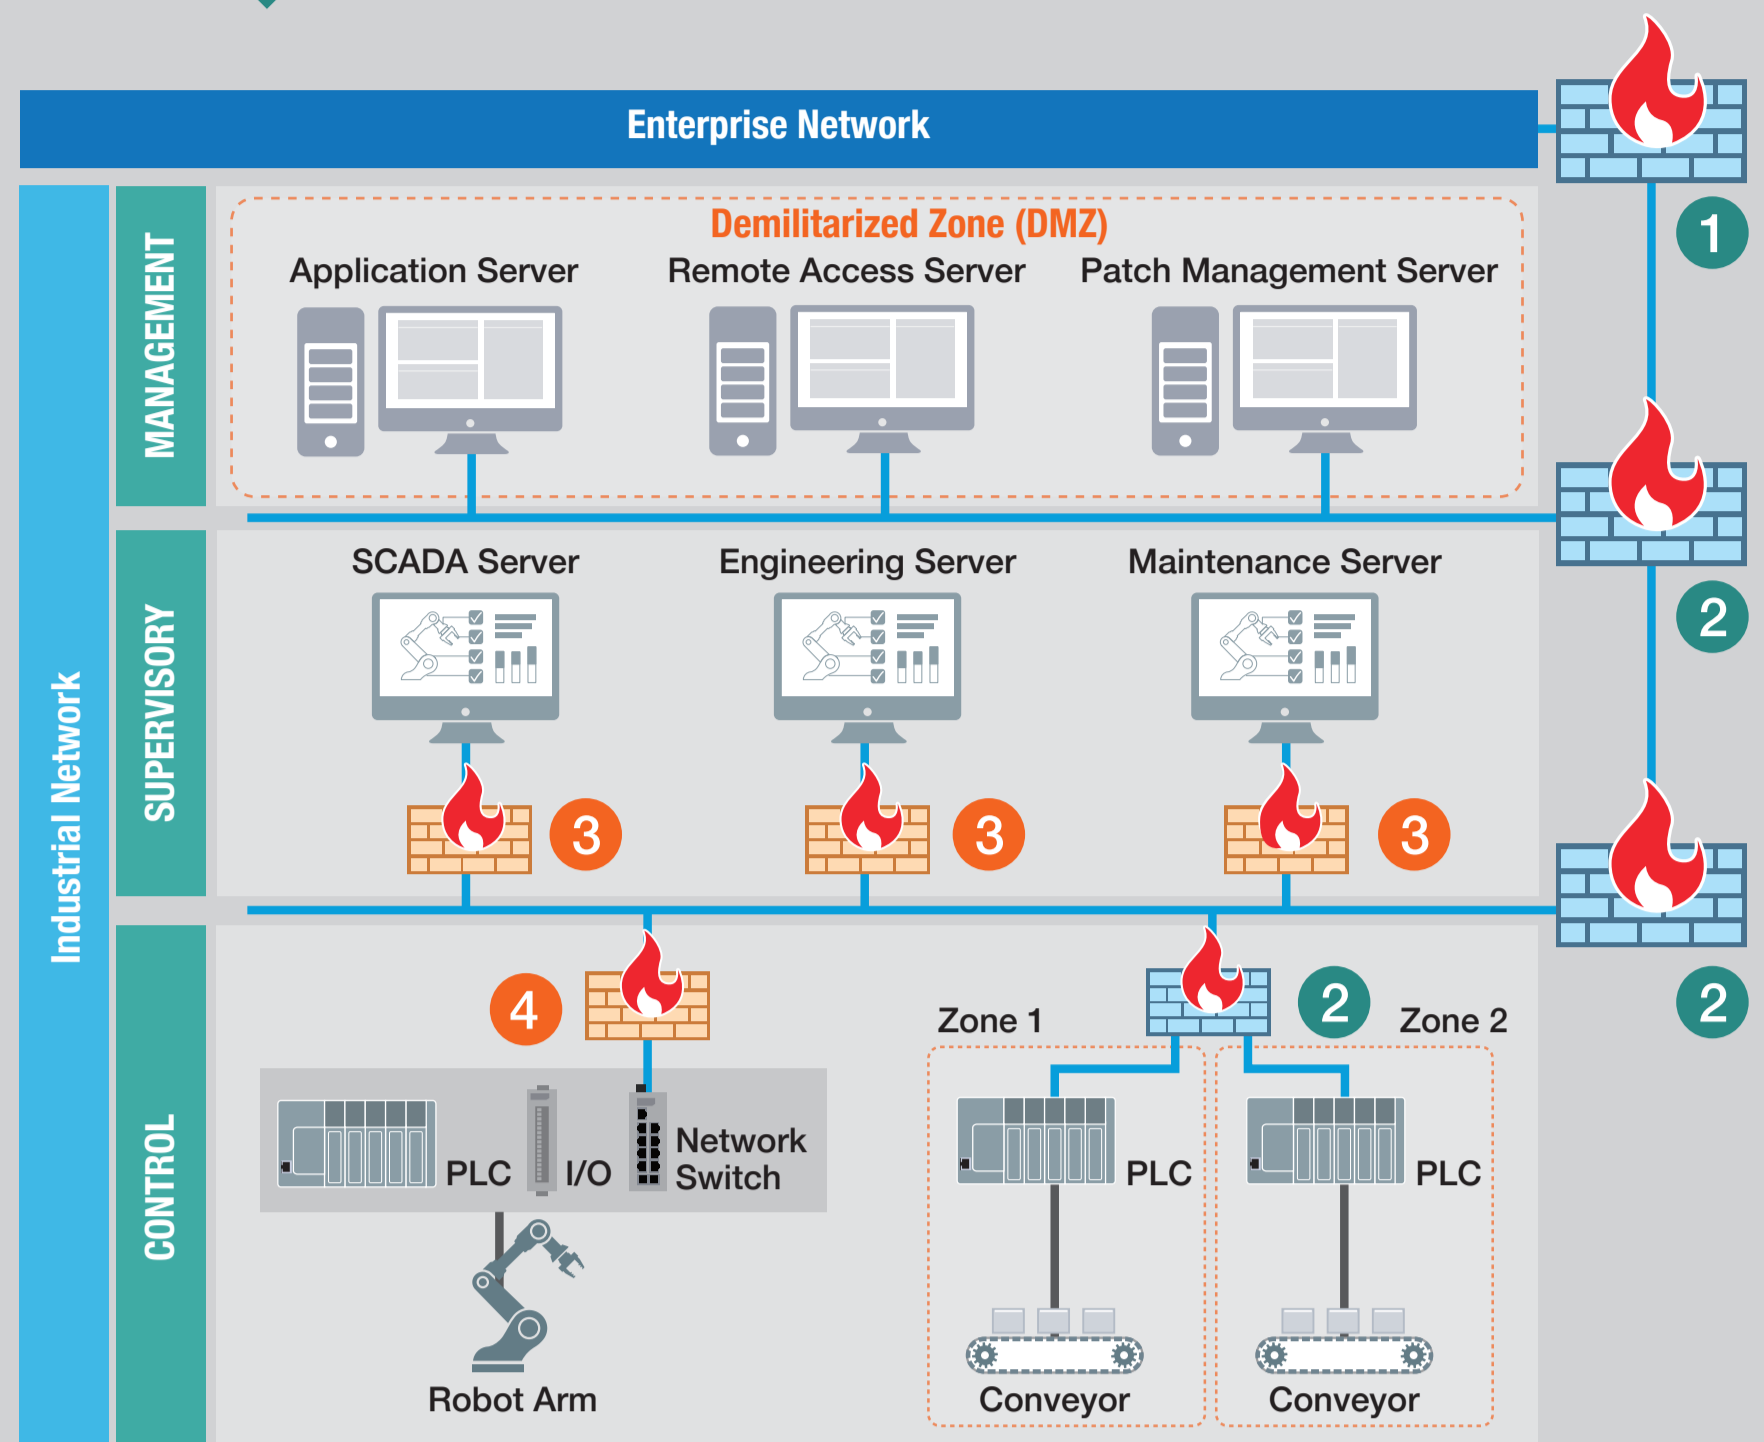 Enterprise Network
1
Industrial Network
MANAGEMENT
Demilitarized Zone (DMZ)
Application Server
Remote Access Server
Patch Management Server
2
SUPERVISORY
SCADA Server
Engineering Server
Maintenance Server
3
3
3
2
CONTROL
4
2
Zone 1
Zone 2
PLC
I/O
Network
Switch
PLC
PLC
Robot Arm
Conveyor
Conveyor